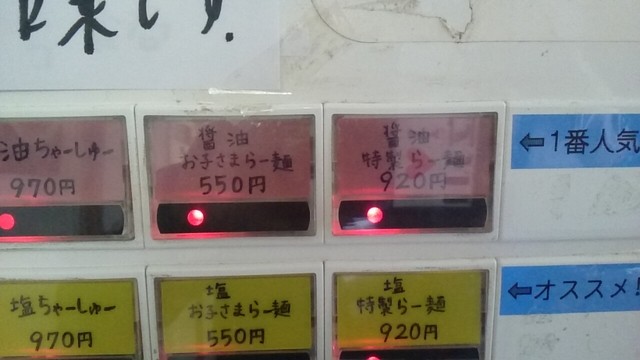 味です.
油ちゃーしゅー
970円
醤油
お子さまらー麺
550円
醤油
特製らー麺
920円
⇦1番人気
塩ちゃーしゅー
970円
塩
お子さまらー麺
550円
塩
特製らー麺
920円
⇦オススメ!